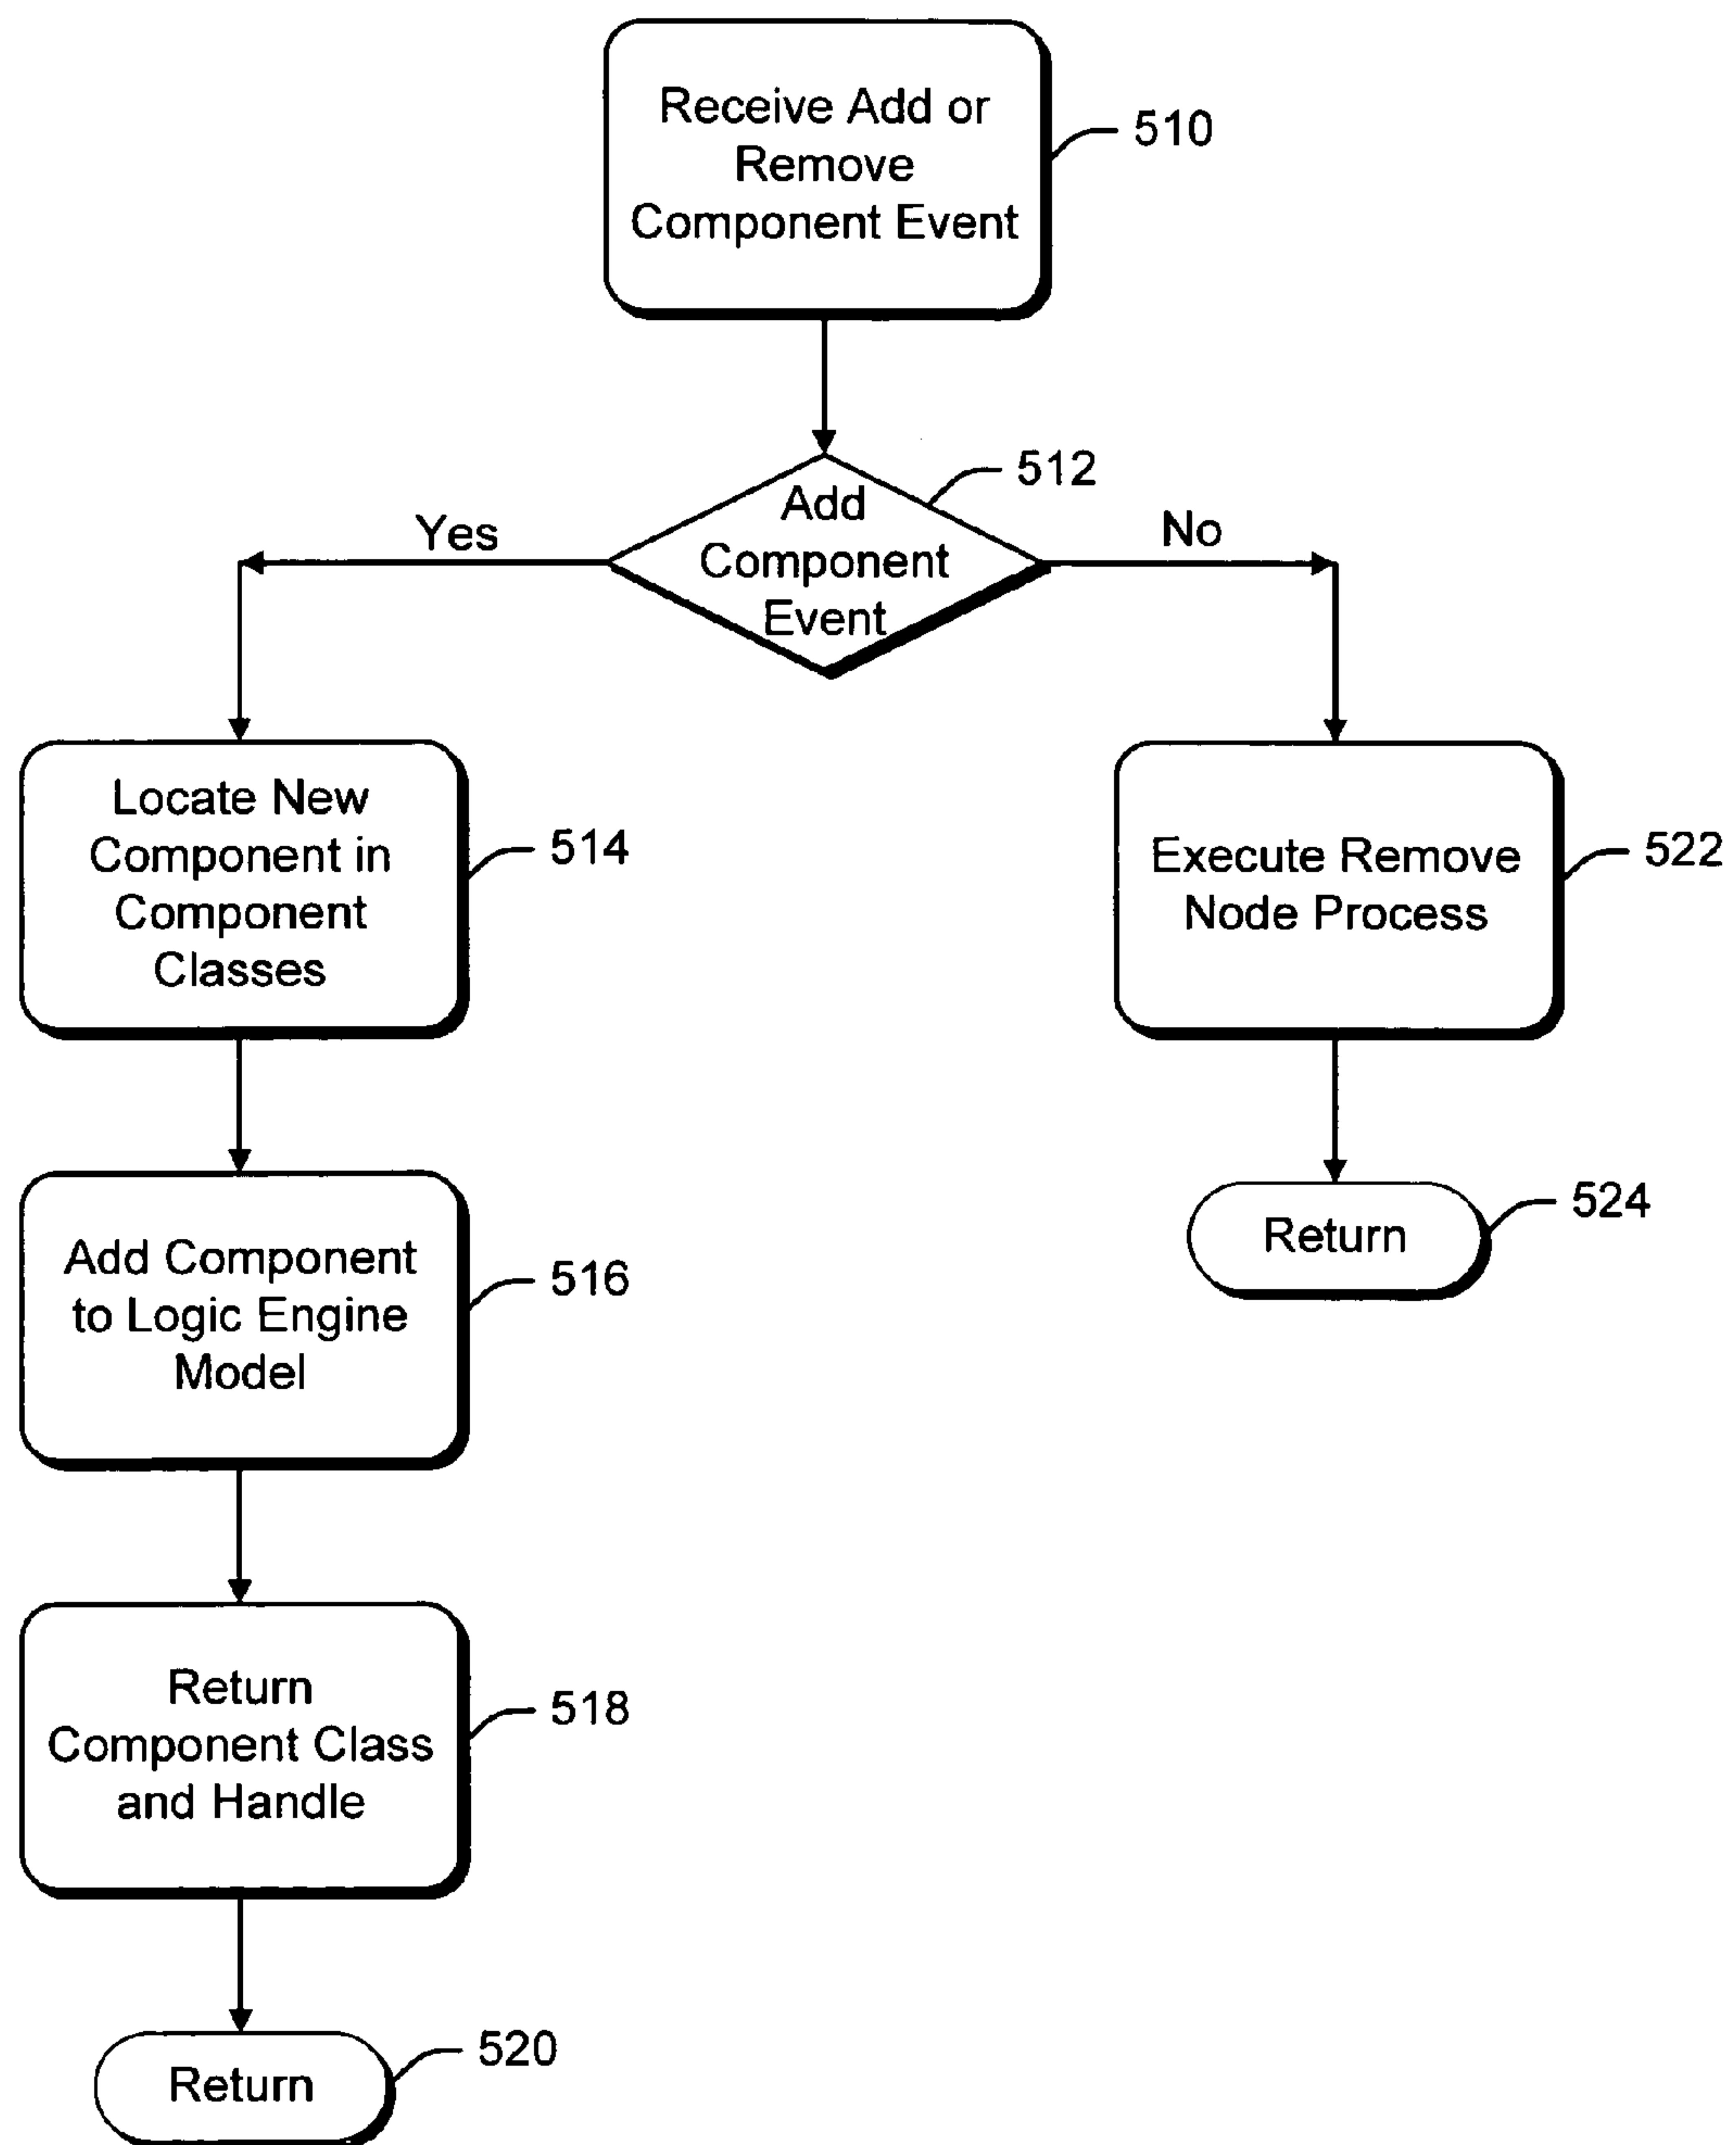 Receive Add or
Remove
Component Event
510
Add
Component
Event
512
Yes
No
Locate New
Component in
Component
Classes
514
Execute Remove
Node Process
522
Add Component
to Logic Engine
Model
516
Return
524
Return
Component Class
and Handle
518
Return
520